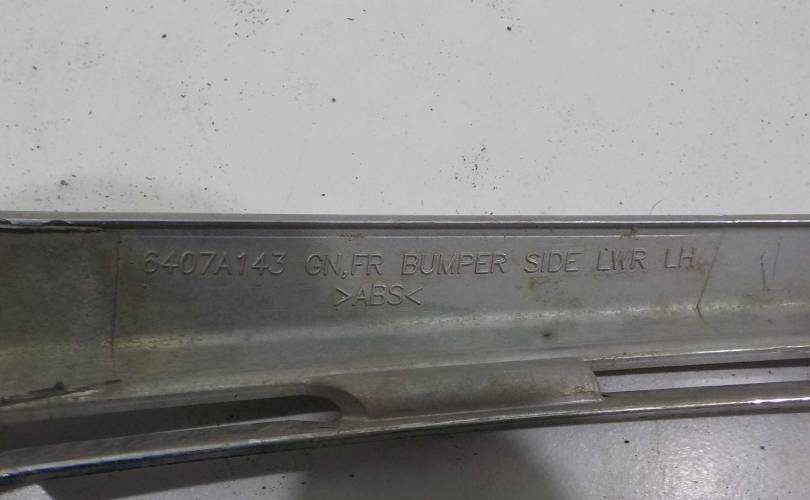 6407A143 GN,FR BUMPER SIDE LWR LH
>ABS<